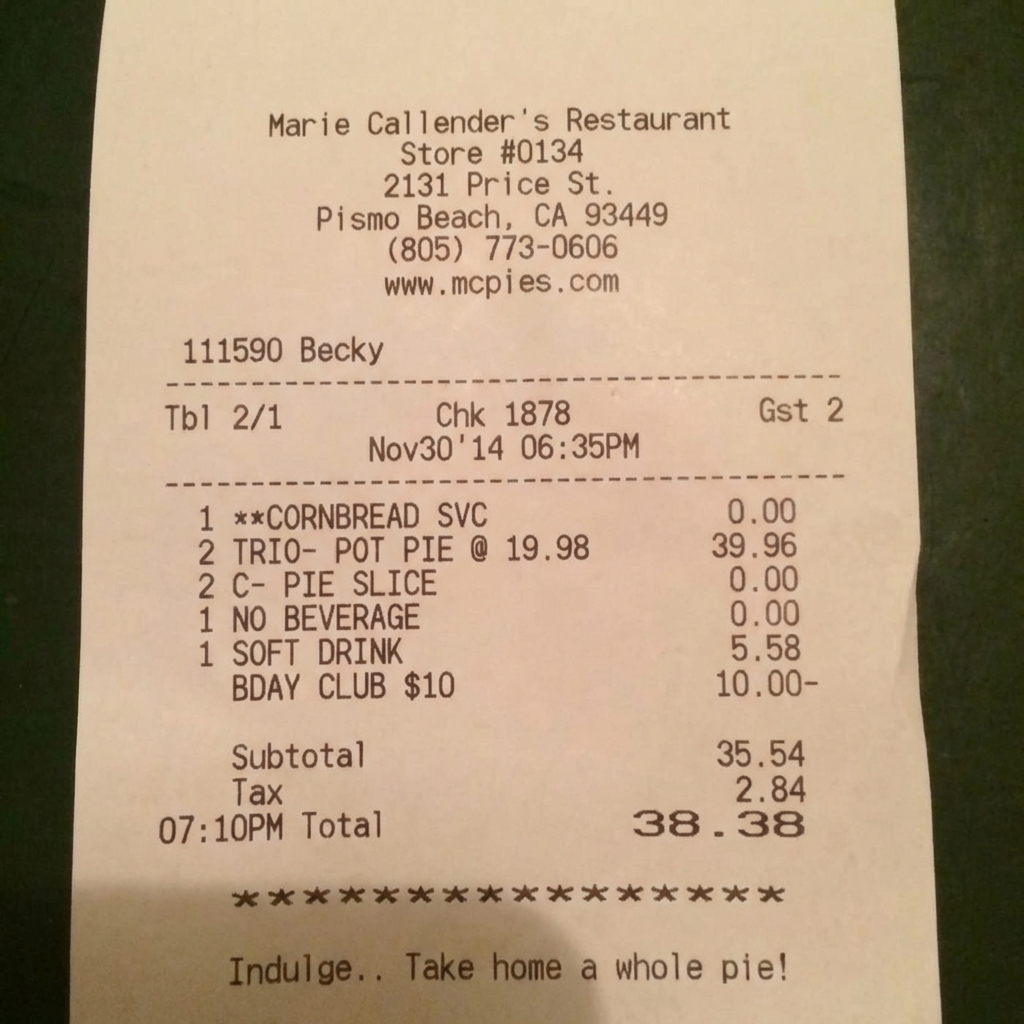 Marie Callender's Restaurant
Store #0134
2131 Price St.
Pismo Beach, CA 93449
(805) 773-0606
www.mcpies.com
111590 Becky
--------------------------------------
Tbl 2/1 Chk 1878 Gst 2
Nov30'14 06:35PM
--------------------------------------
1 **CORNBREAD SVC 0.00
2 TRIO- POT PIE @ 19.98 39.96
2 C- PIE SLICE 0.00
1 NO BEVERAGE 0.00
1 SOFT DRINK 5.58
BDAY CLUB $10 10.00-
Subtotal 35.54
Tax 2.84
07:10PM Total 38.38
****************
Indulge.. Take home a whole pie!